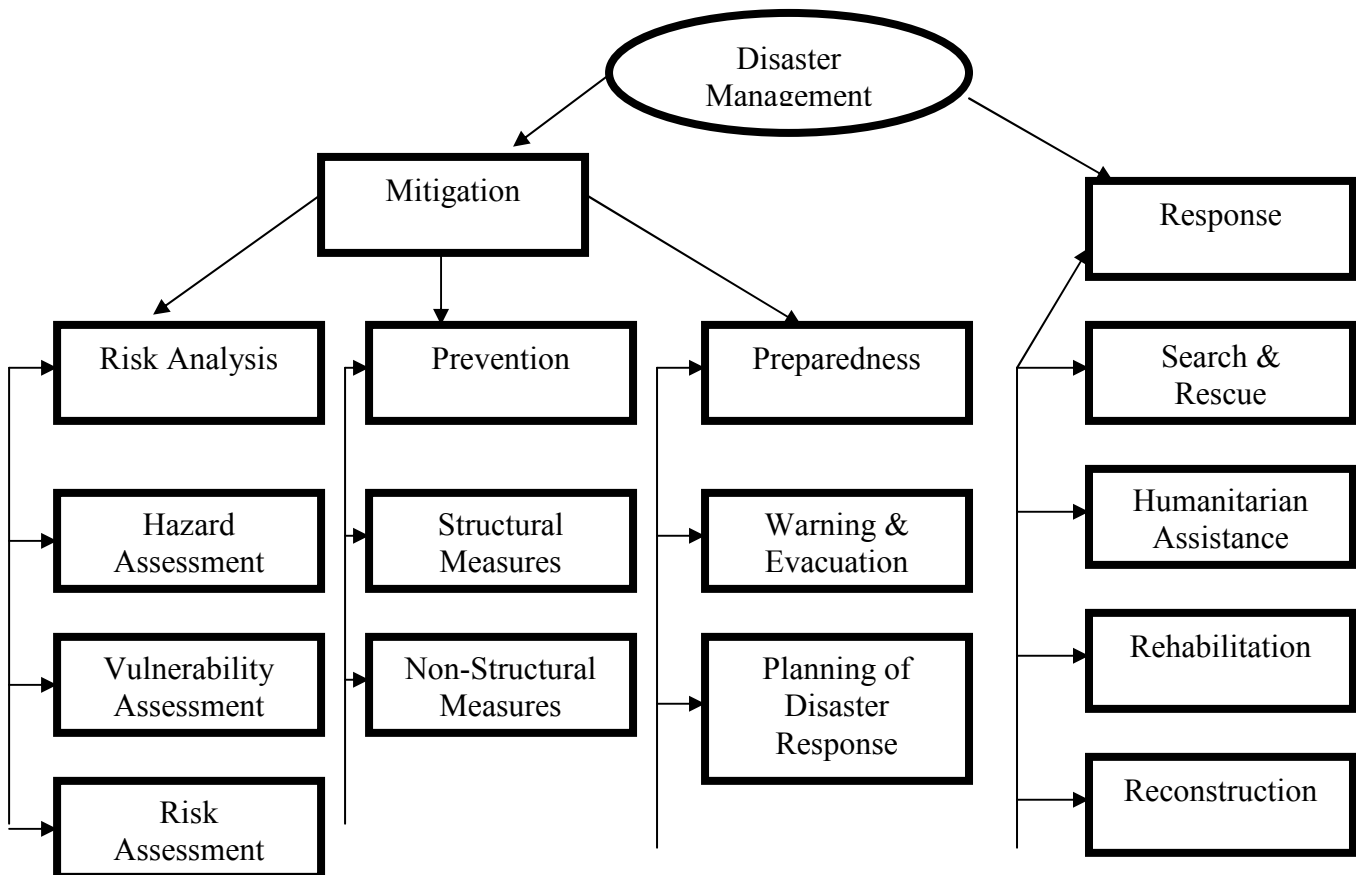 Disaster
Management
Mitigation
Response
Risk Analysis
Prevention
Preparedness
Search &
Rescue
Hazard
Assessment
Structural
Measures
Warning &
Evacuation
Humanitarian
Assistance
Vulnerability
Assessment
Non-Structural
Measures
Planning of
Disaster
Response
Rehabilitation
Risk
Assessment
Reconstruction